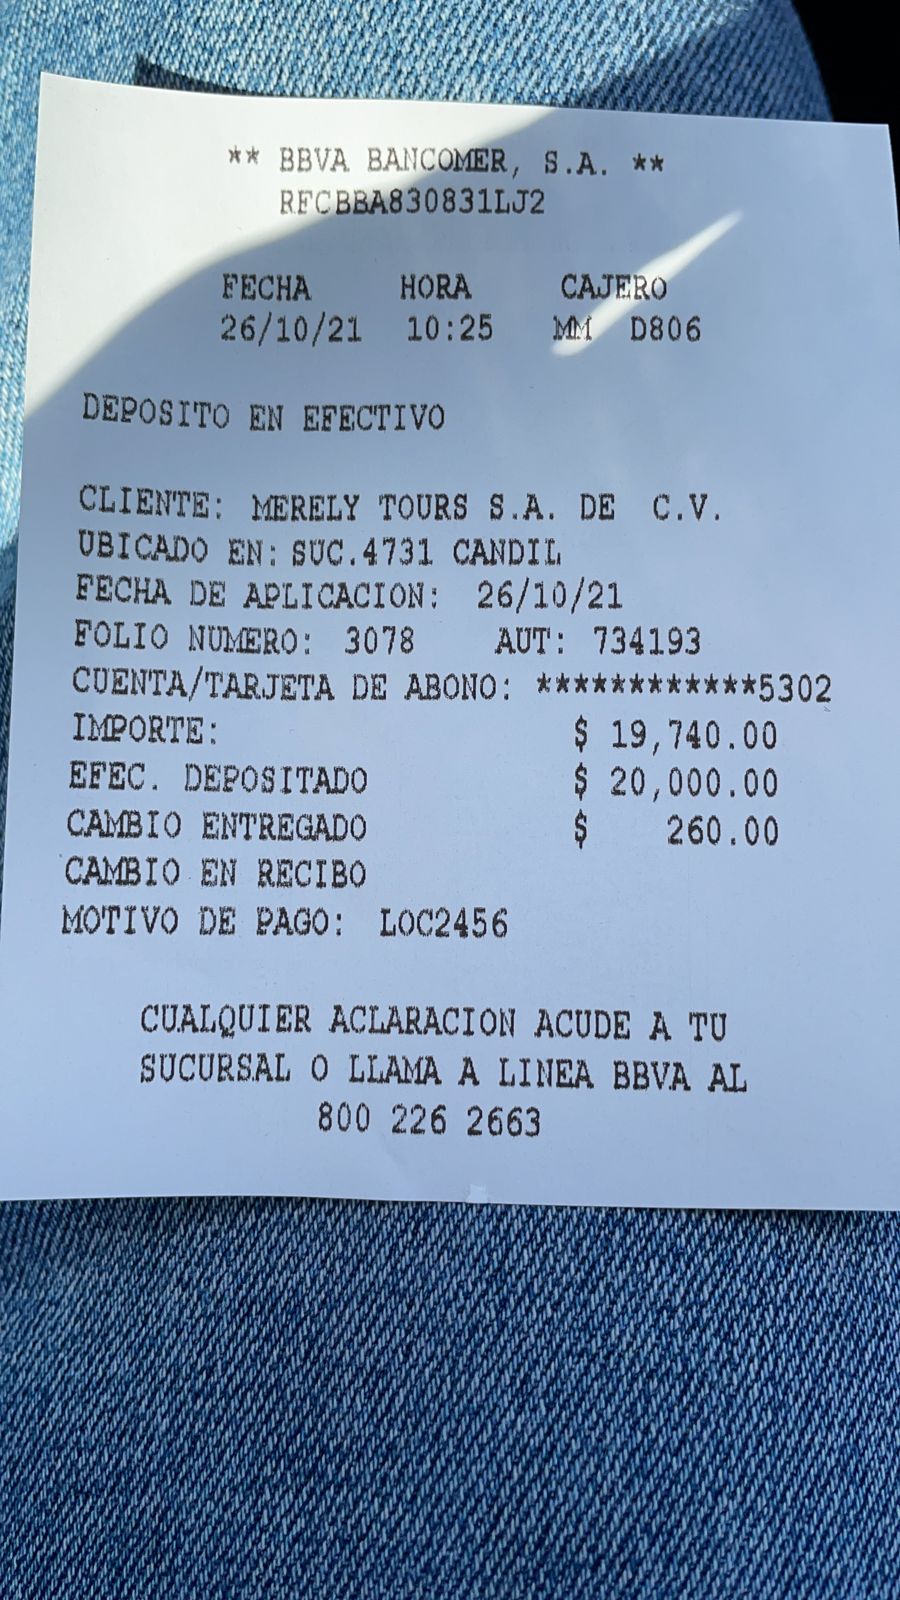 ** BBVA BANCOMER, S.A. **
RFCBBA830831LJ2
FECHA HORA CAJERO
26/10/21 10:25 MM D806
DEPOSITO EN EFECTIVO
CLIENTE: MERELY TOURS S.A. DE C.V.
UBICADO EN: SUC.4731 CANDIL
FECHA DE APLICACION: 26/10/21
FOLIO NUMERO: 3078 AUT: 734193
CUENTA/TARJETA DE ABONO: ************5302
IMPORTE: $ 19,740.00
EFEC. DEPOSITADO $ 20,000.00
CAMBIO ENTREGADO $ 260.00
CAMBIO EN RECIBO
MOTIVO DE PAGO: LOC2456
CUALQUIER ACLARACION ACUDE A TU
SUCURSAL O LLAMA A LINEA BBVA AL
800 226 2663